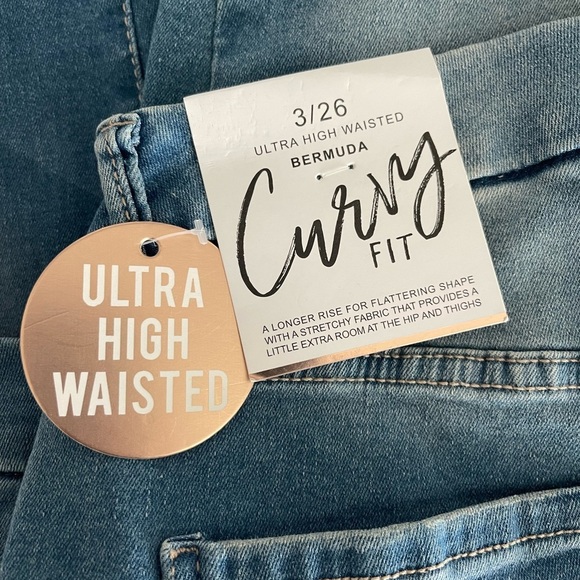 3/26
ULTRA HIGH WAISTED
BERMUDA
Curvy
FIT
A LONGER RISE FOR FLATTERING SHAPE
WITH A STRETCHY FABRIC THAT PROVIDES A
LITTLE EXTRA ROOM AT THE HIP AND THIGHS
ULTRA
HIGH
WAISTED